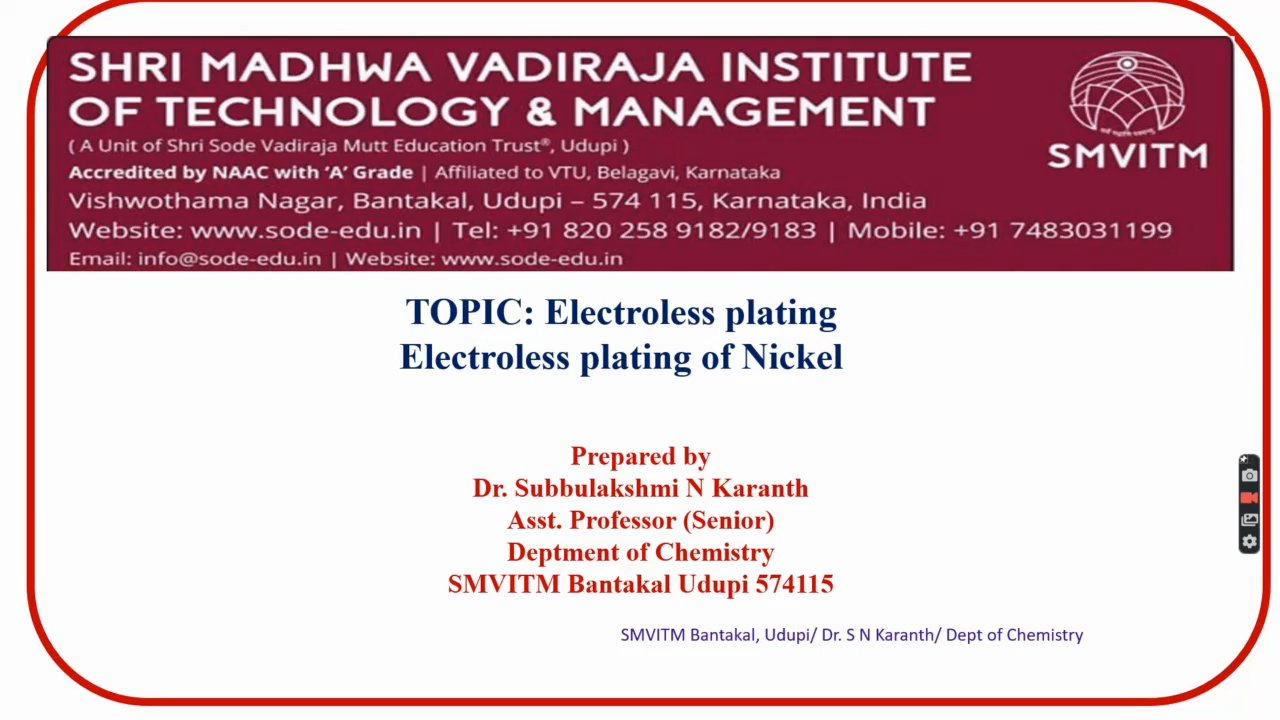 SHRI MADHWA VADIRAJA INSTITUTE
OF TECHNOLOGY & MANAGEMENT
( A Unit of Shri Sode Vadiraja Mutt Education Trust®, Udupi )
Accredited by NAAC with ‘A’ Grade | Affiliated to VTU, Belagavi, Karnataka
Vishwothama Nagar, Bantakal, Udupi – 574 115, Karnataka, India
Website: www.sode-edu.in | Tel: +91 820 258 9182/9183 | Mobile: +91 7483031199
Email: info@sode-edu.in | Website: www.sode-edu.in
SMVITM
TOPIC: Electroless plating
Electroless plating of Nickel
Prepared by
Dr. Subbulakshmi N Karanth
Asst. Professor (Senior)
Deptment of Chemistry
SMVITM Bantakal Udupi 574115
SMVITM Bantakal, Udupi/ Dr. S N Karanth/ Dept of Chemistry